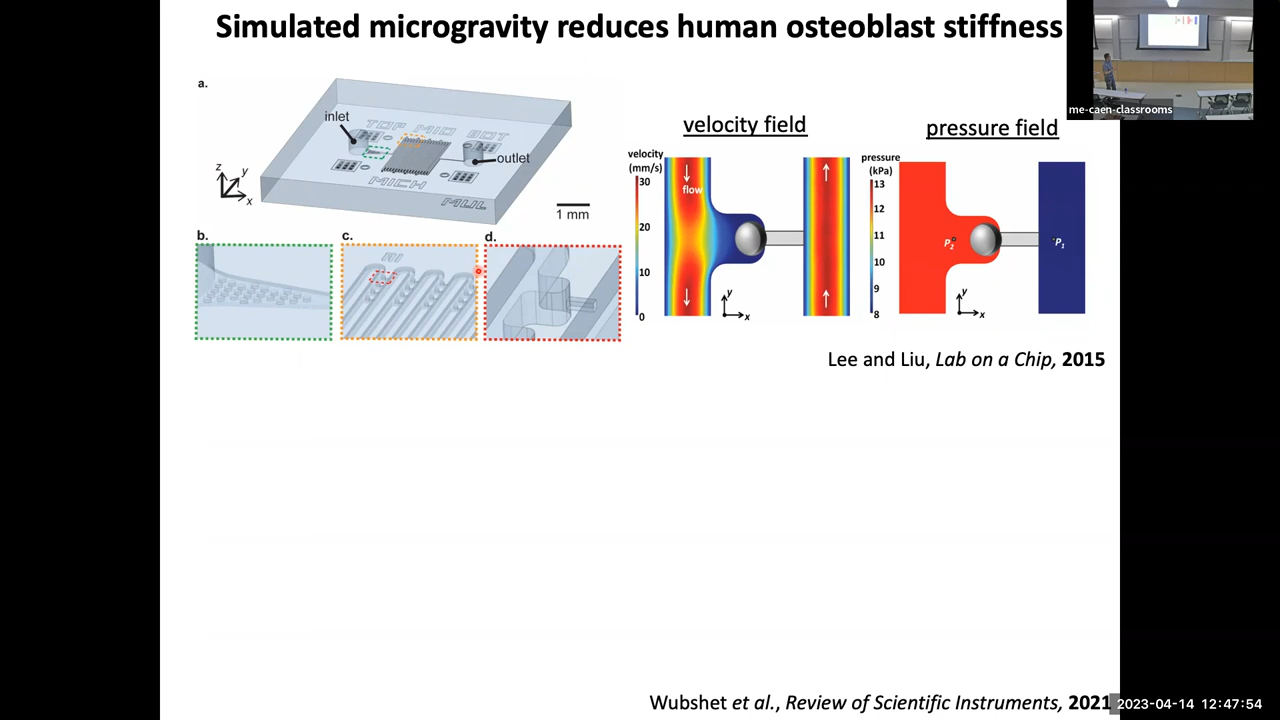 Simulated microgravity reduces human osteoblast stiffness
me-caen-classrooms
a.
inlet
TOP MID BOT
outlet
MICH
MUL
z
y
x
1 mm
b.
c.
d.
velocity field
velocity
(mm/s)
30
20
10
0
flow
y
x
pressure field
pressure
(kPa)
13
12
11
10
9
8
P2
P1
y
x
Lee and Liu, Lab on a Chip, 2015
Wubshet et al., Review of Scientific Instruments, 2021
2023-04-14 12:47:54